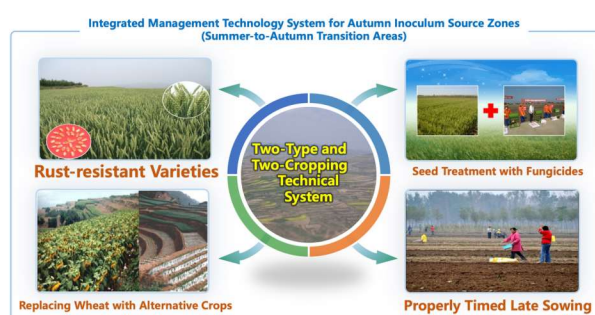 Integrated Management Technology System for Autumn Inoculum Source Zones
(Summer-to-Autumn Transition Areas)
Two-Type and
Two-Cropping
Technical
System
Rust-resistant Varieties
Seed Treatment with Fungicides
Replacing Wheat with Alternative Crops
Properly Timed Late Sowing